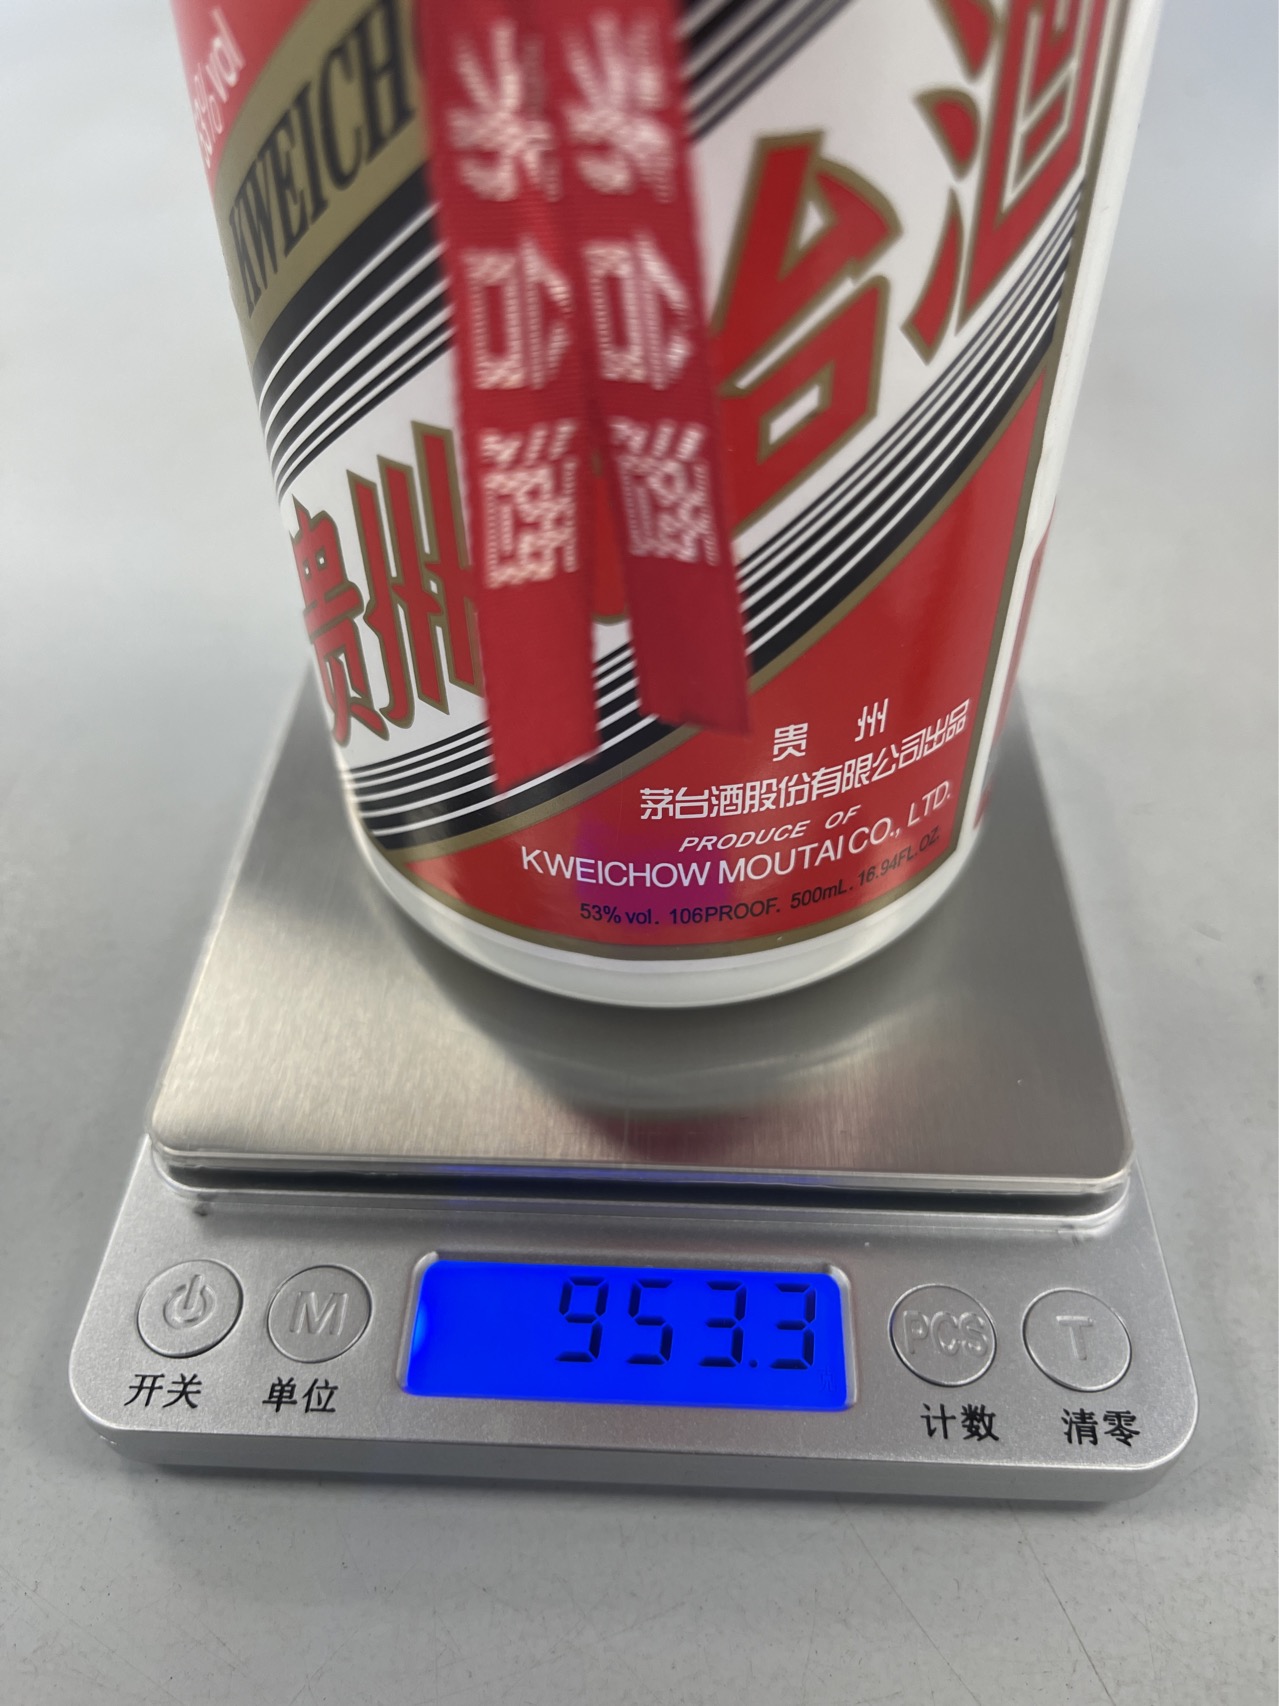 53%vol
KWEICH
酒
台
贵州
贵州
茅台酒股份有限公司出品
PRODUCE OF
KWEICHOW MOUTAI CO., LTD.
53%vol. 106PROOF. 500mL. 16.94FL.OZ.
953.3
M
PCS
T
开关
单位
计数
清零